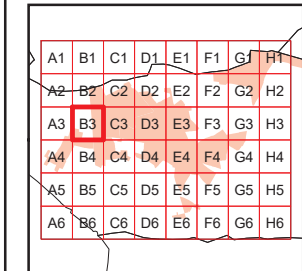 A1 B1 C1 D1 E1 F1 G1 H1
A2 B2 C2 D2 E2 F2 G2 H2
A3 B3 C3 D3 E3 F3 G3 H3
A4 B4 C4 D4 E4 F4 G4 H4
A5 B5 C5 D5 E5 F5 G5 H5
A6 B6 C6 D6 E6 F6 G6 H6